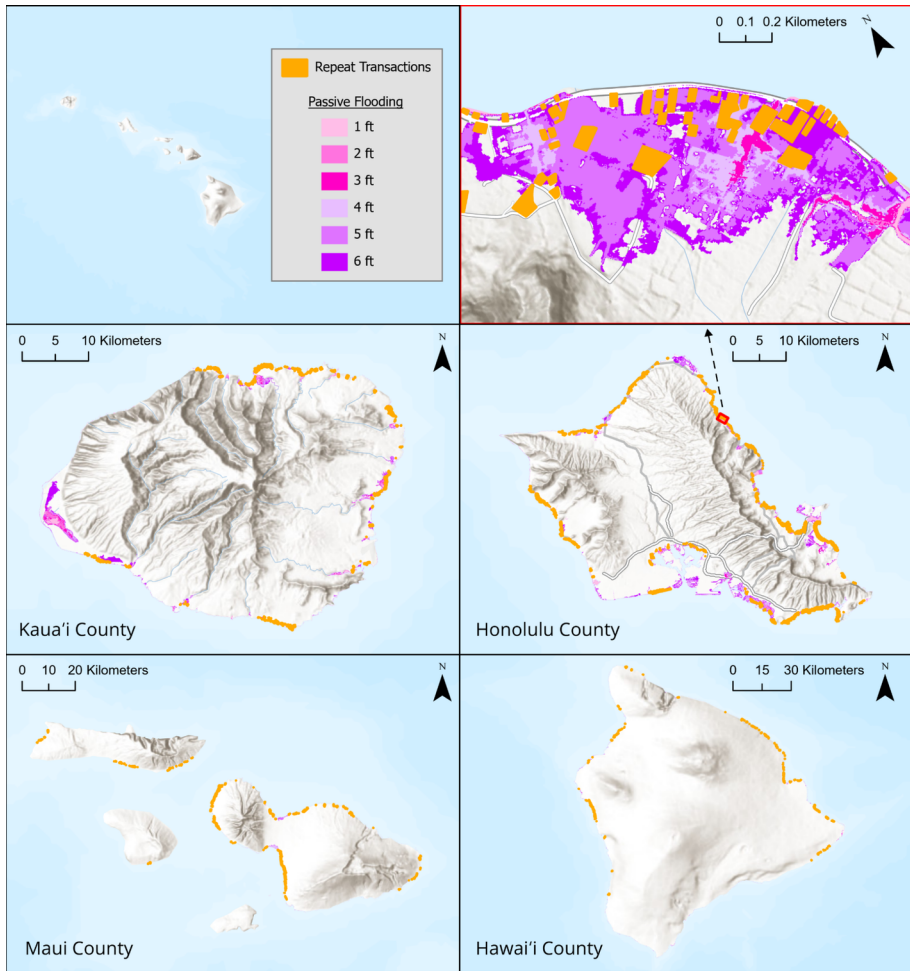 Repeat Transactions
Passive Flooding
1 ft
2 ft
3 ft
4 ft
5 ft
6 ft
0 0.1 0.2 Kilometers
N
0 5 10 Kilometers
N
Kauaʻi County
0 5 10 Kilometers
N
Honolulu County
0 10 20 Kilometers
N
Maui County
0 15 30 Kilometers
N
Hawaiʻi County